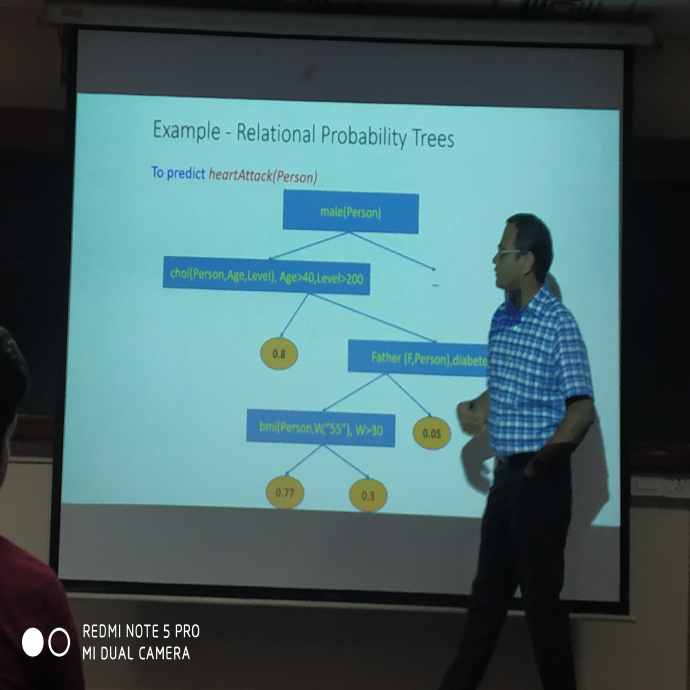 Example - Relational Probability Trees
To predict heartAttack(Person)
male(Person)
chol(Person,Age,Level), Age>40,Level>200
...
0.8
Father (F,Person),diabete
bmi(Person,W,"55"), W>30
0.05
0.77
0.3
REDMI NOTE 5 PRO
MI DUAL CAMERA